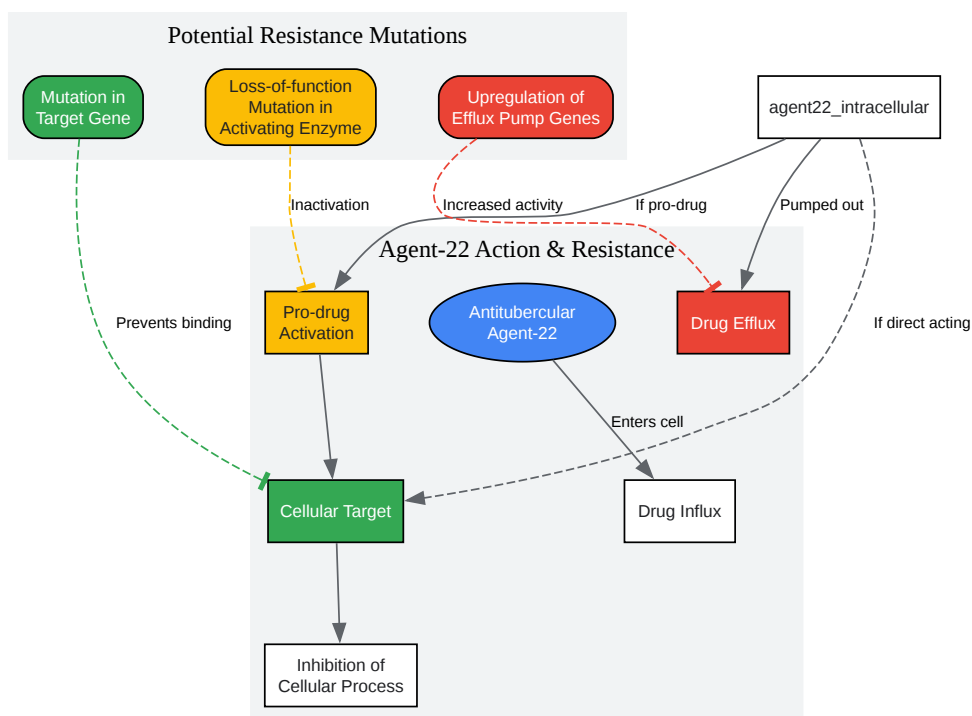 Potential Resistance Mutations
Mutation in
Target Gene
Loss-of-function
Mutation in
Activating Enzyme
Upregulation of
Efflux Pump Genes
agent22_intracellular
Inactivation
Increased activity
If pro-drug
Pumped out
Agent-22 Action & Resistance
Prevents binding
Pro-drug
Activation
Antitubercular
Agent-22
Drug Efflux
If direct acting
Enters cell
Cellular Target
Drug Influx
Inhibition of
Cellular Process